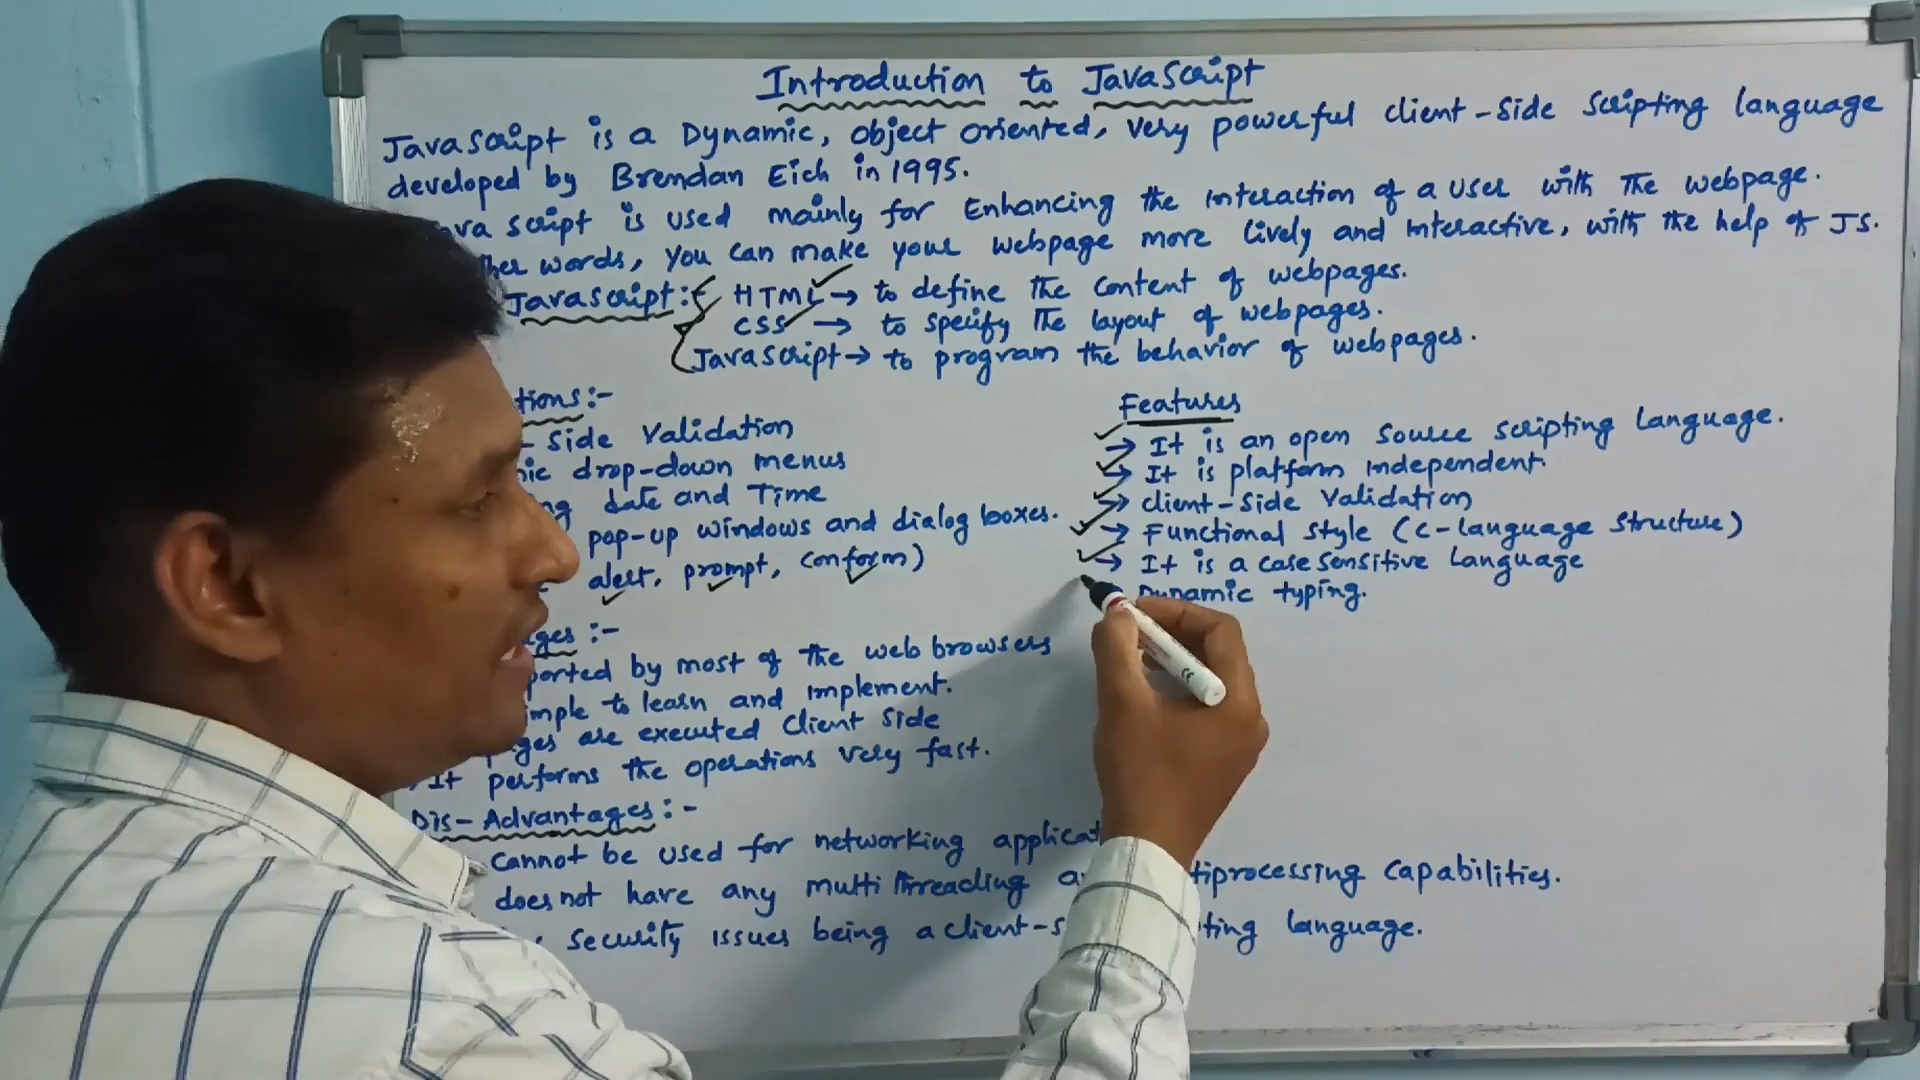 Introduction to JavaScript
JavaScript is a Dynamic, object oriented, very powerful client-side scripting language
developed by Brendan Eich in 1995.
ava script is used mainly for Enhancing the interaction of a user with the webpage.
her words, you can make your webpage more lively and interactive, with the help of JS.
Javascript:-
HTML → to define the content of webpages.
CSS → to specify the layout of webpages.
JavaScript → to program the behavior of webpages.
tions:-
- Side Validation
ic drop-down menus
ng date and Time
pop-up windows and dialog boxes.
alert, prompt, conform)
ges :-
ported by most of the web browsers
imple to learn and implement.
ges are executed client side
It performs the operations very fast.
Dis-Advantages :-
cannot be used for networking applicat
does not have any multi threading a tiprocessing capabilities.
security issues being a client-s ting language.
Features
→ It is an open source scripting language.
→ It is platform independent.
→ client-side Validation
→ Functional style (c-language structure)
→ It is a case sensitive language
Dynamic typing.